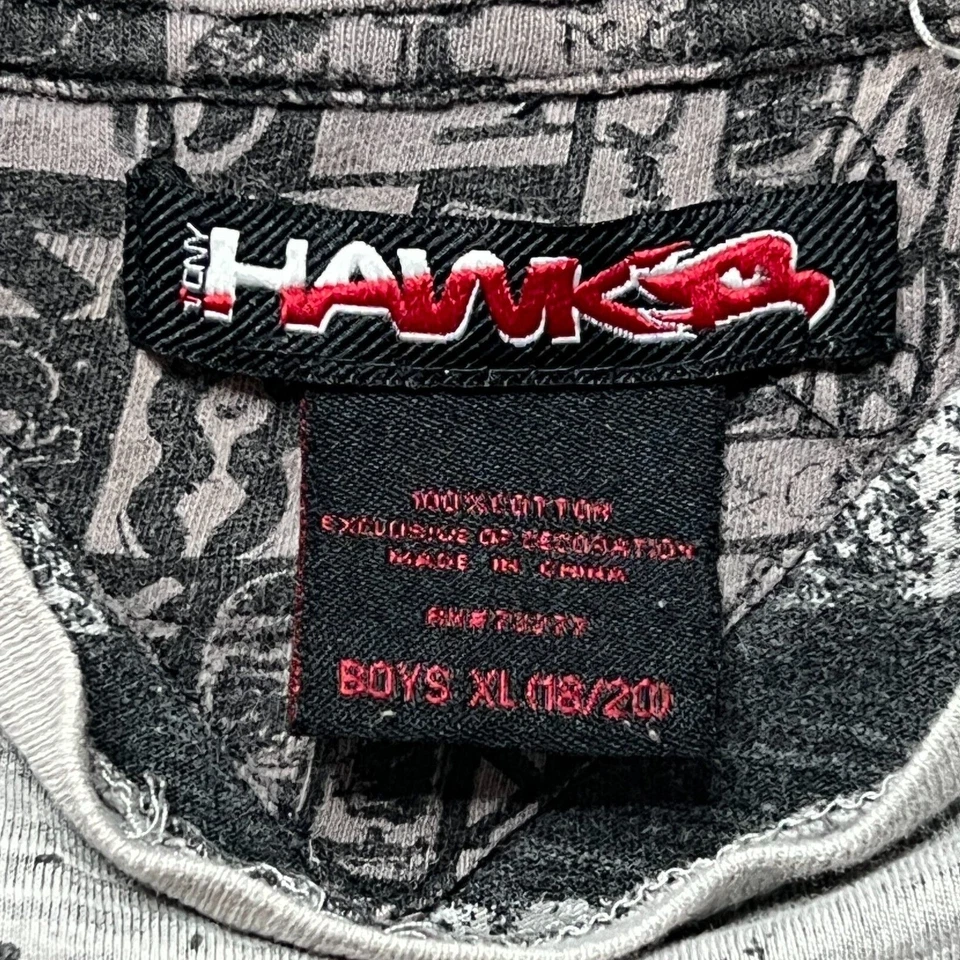 TONY HAWK
100% COTTON
EXCLUSIVE OF DECORATION
MADE IN CHINA
BOYS XL (18/20)